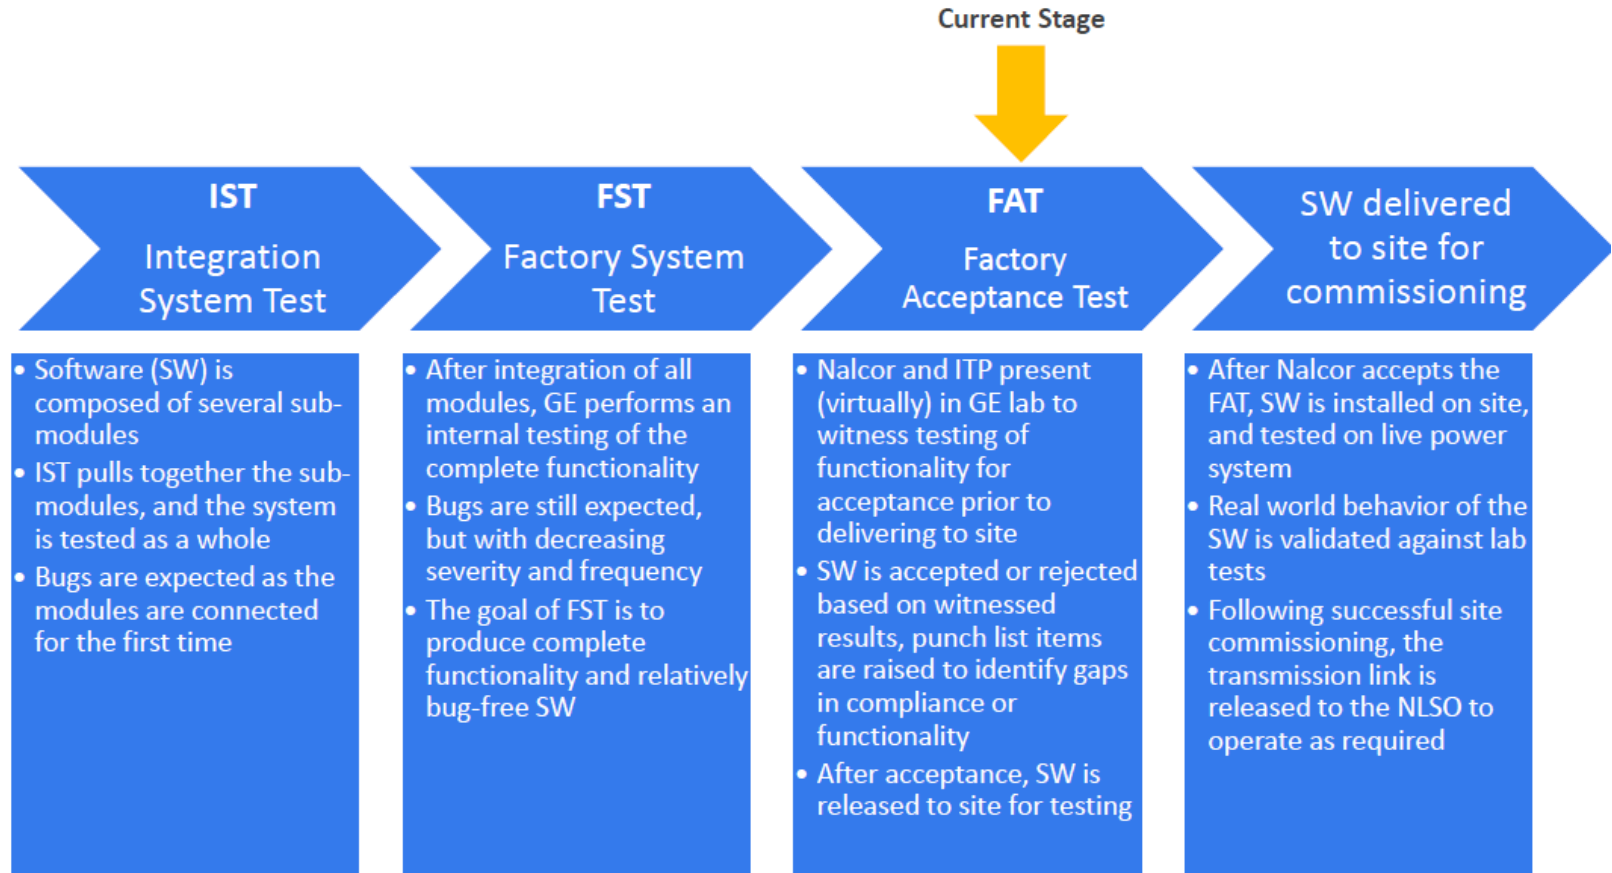 Current Stage
IST
Integration
System Test
FST
Factory System
Test
FAT
Factory
Acceptance Test
SW delivered
to site for
commissioning
• Software (SW) is
composed of several sub-
modules
• IST pulls together the sub-
modules, and the system
is tested as a whole
• Bugs are expected as the
modules are connected
for the first time
• After integration of all
modules, GE performs an
internal testing of the
complete functionality
• Bugs are still expected,
but with decreasing
severity and frequency
• The goal of FST is to
produce complete
functionality and relatively
bug-free SW
• Nalcor and ITP present
(virtually) in GE lab to
witness testing of
functionality for
acceptance prior to
delivering to site
• SW is accepted or rejected
based on witnessed
results, punch list items
are raised to identify gaps
in compliance or
functionality
• After acceptance, SW is
released to site for testing
• After Nalcor accepts the
FAT, SW is installed on site,
and tested on live power
system
• Real world behavior of the
SW is validated against lab
tests
• Following successful site
commissioning, the
transmission link is
released to the NLSO to
operate as required